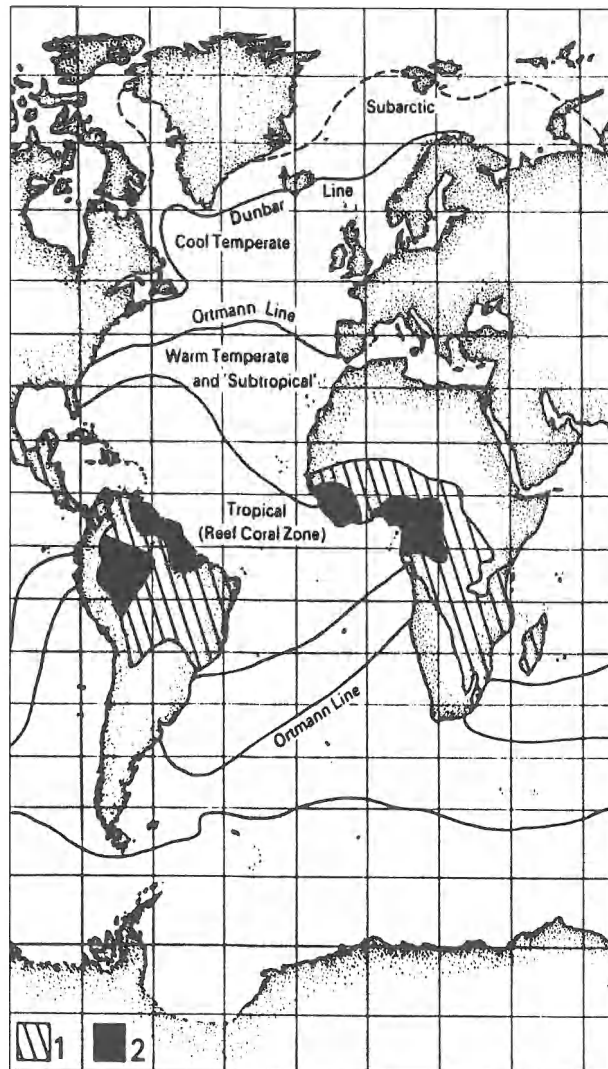 Subarctic
Dunbar Line
Cool Temperate
Ortmann Line
Warm Temperate
and 'Subtropical'
Tropical
(Reef Coral Zone)
Ortmann Line
1 2